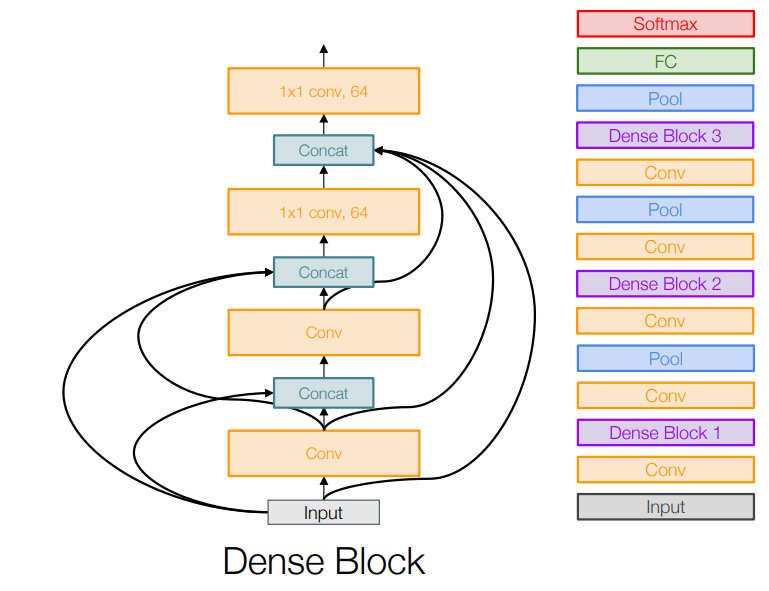 1x1 conv, 64
Concat
1x1 conv, 64
Concat
Conv
Concat
Conv
Input
Dense Block
Softmax
FC
Pool
Dense Block 3
Conv
Pool
Conv
Dense Block 2
Conv
Pool
Conv
Dense Block 1
Conv
Input